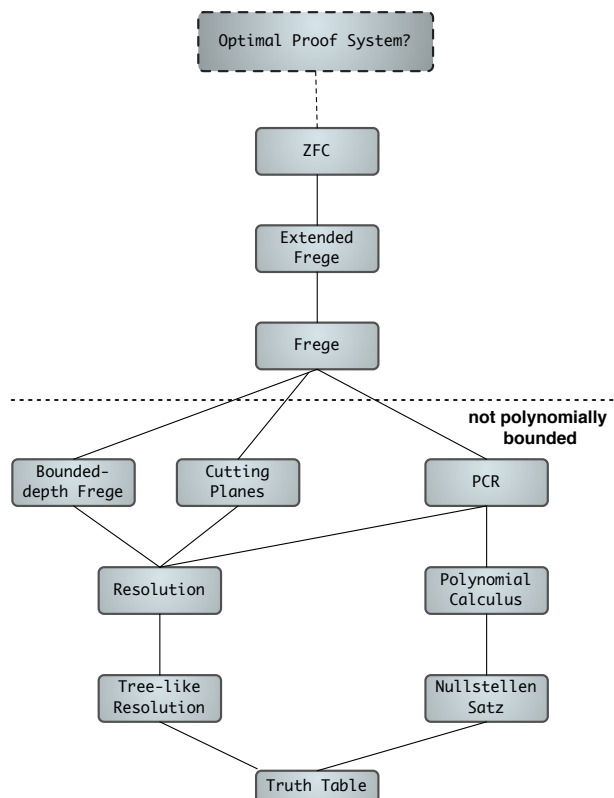 Optimal Proof System?
ZFC
Extended
Frege
Frege
not polynomially
bounded
Bounded-
depth Frege
Cutting
Planes
PCR
Resolution
Polynomial
Calculus
Tree-like
Resolution
Nullstellen
Satz
Truth Table